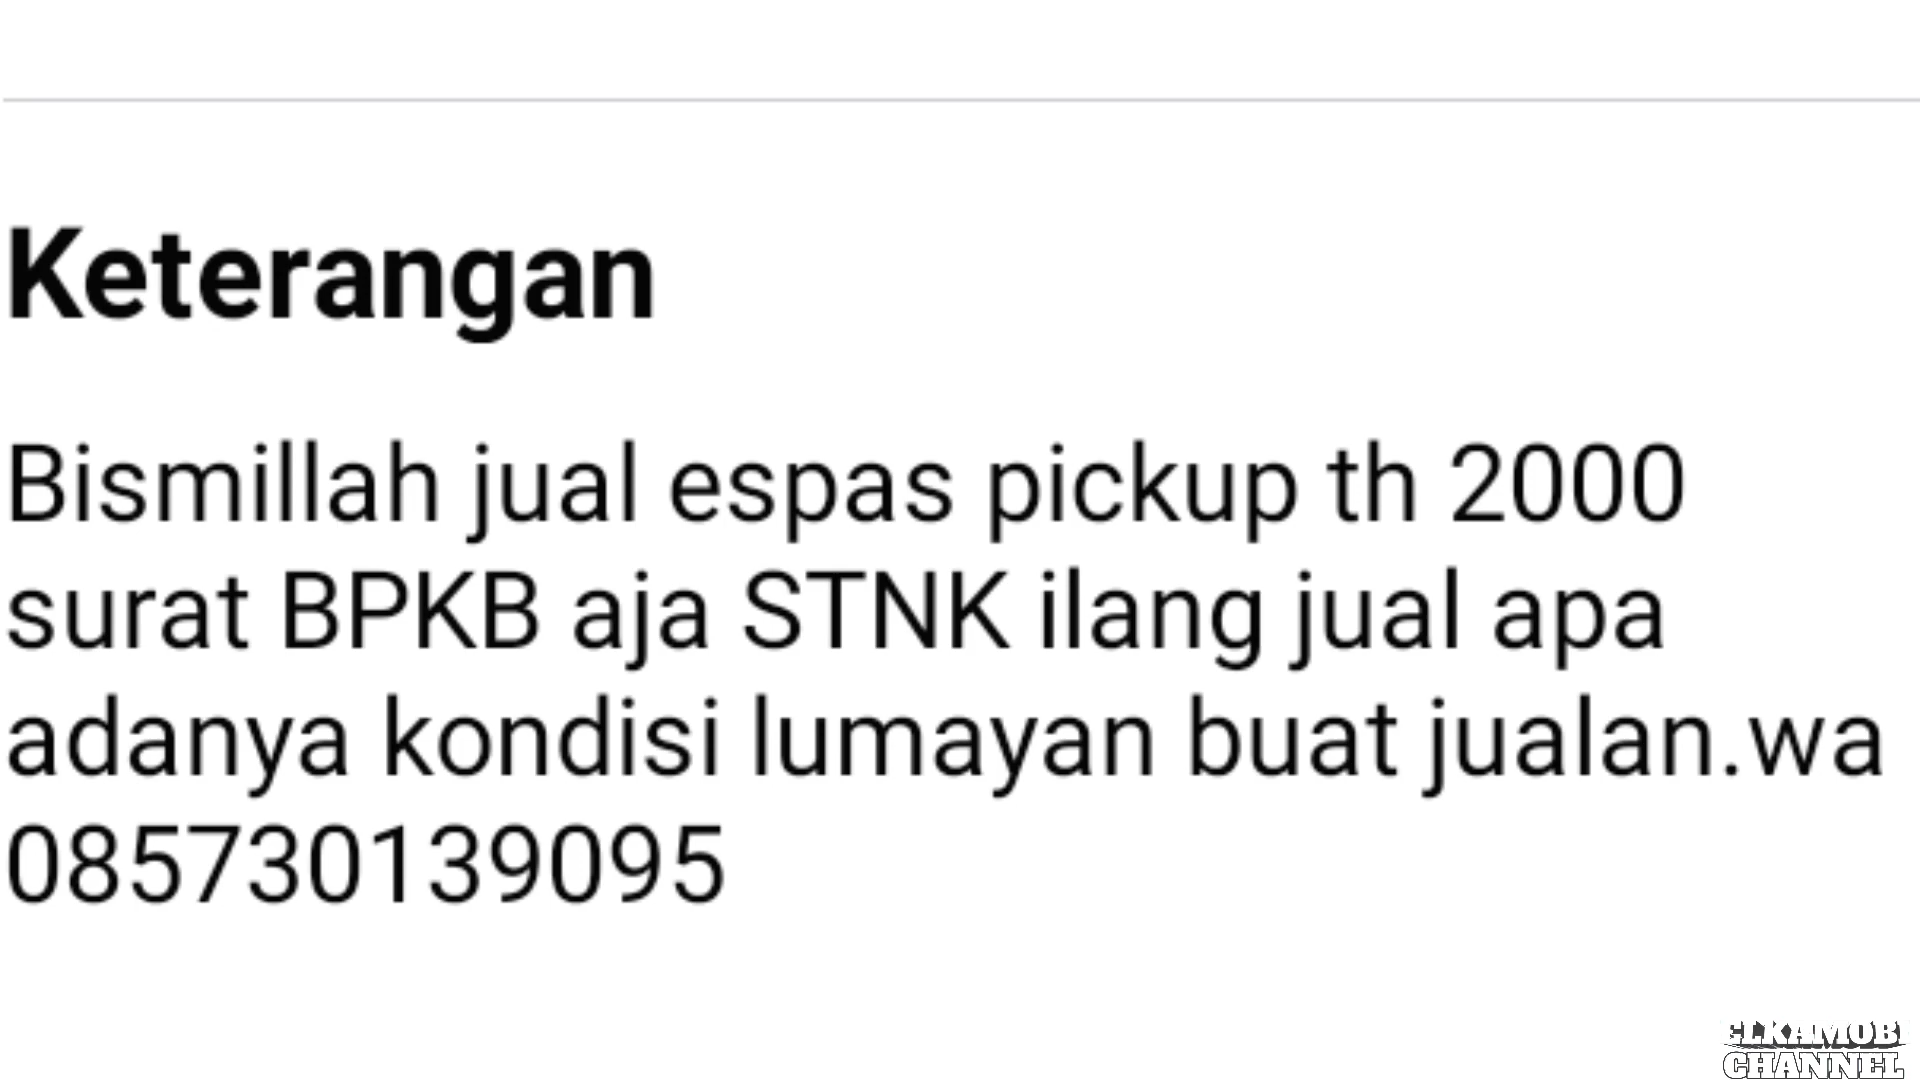 Keterangan
Bismillah jual espas pickup th 2000
surat BPKB aja STNK ilang jual apa
adanya kondisi lumayan buat jualan.wa
085730139095
ELKAMOB
CHANNEL